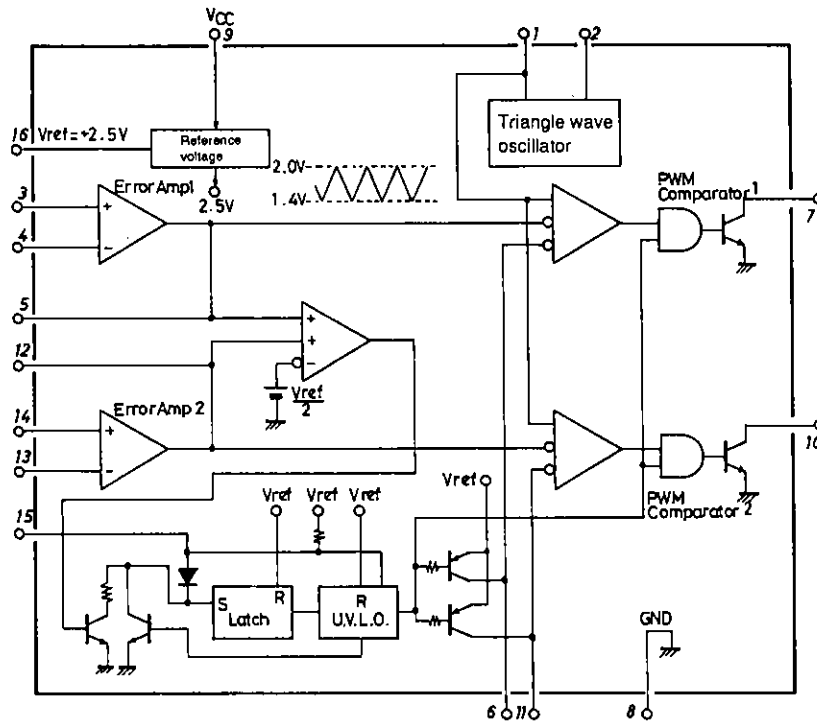 VCC
9
1
2
16 Vref=+2.5V
Reference
voltage
Triangle wave
oscillator
2.0V
1.4V
2.5V
3
Error Amp1
+
4
−
PWM
Comparator 1
7
5
+
+
−
12
Vref
2
14
Error Amp 2
+
13
−
10
PWM
Comparator 2
15
Vref
Vref
Vref
Vref
S
R
Latch
R
U.V.L.O.
GND
6
11
8